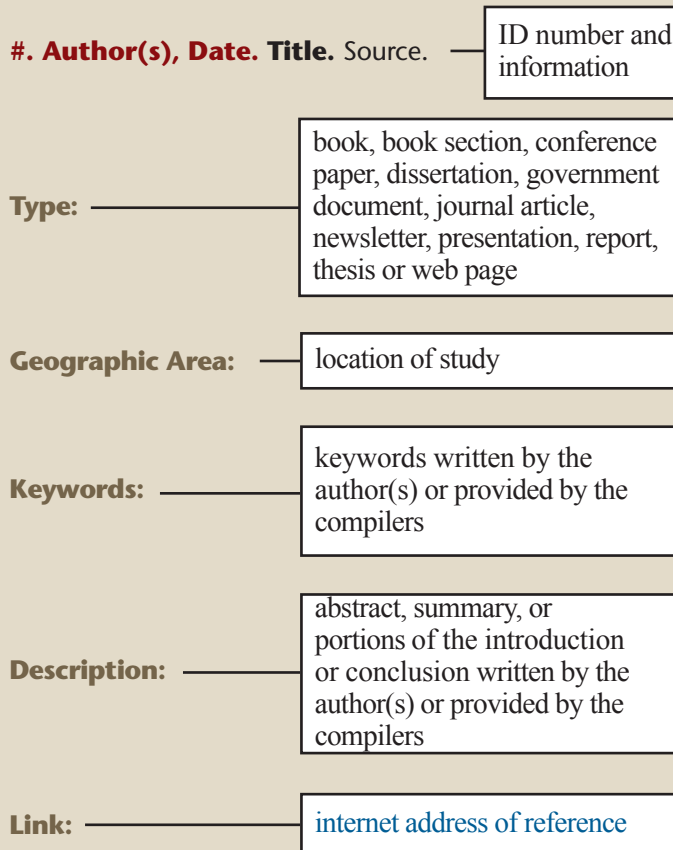 #. Author(s), Date. Title. Source.
ID number and
information
Type:
book, book section, conference
paper, dissertation, government
document, journal article,
newsletter, presentation, report,
thesis or web page
Geographic Area:
location of study
Keywords:
keywords written by the
author(s) or provided by the
compilers
Description:
abstract, summary, or
portions of the introduction
or conclusion written by the
author(s) or provided by the
compilers
Link:
internet address of reference